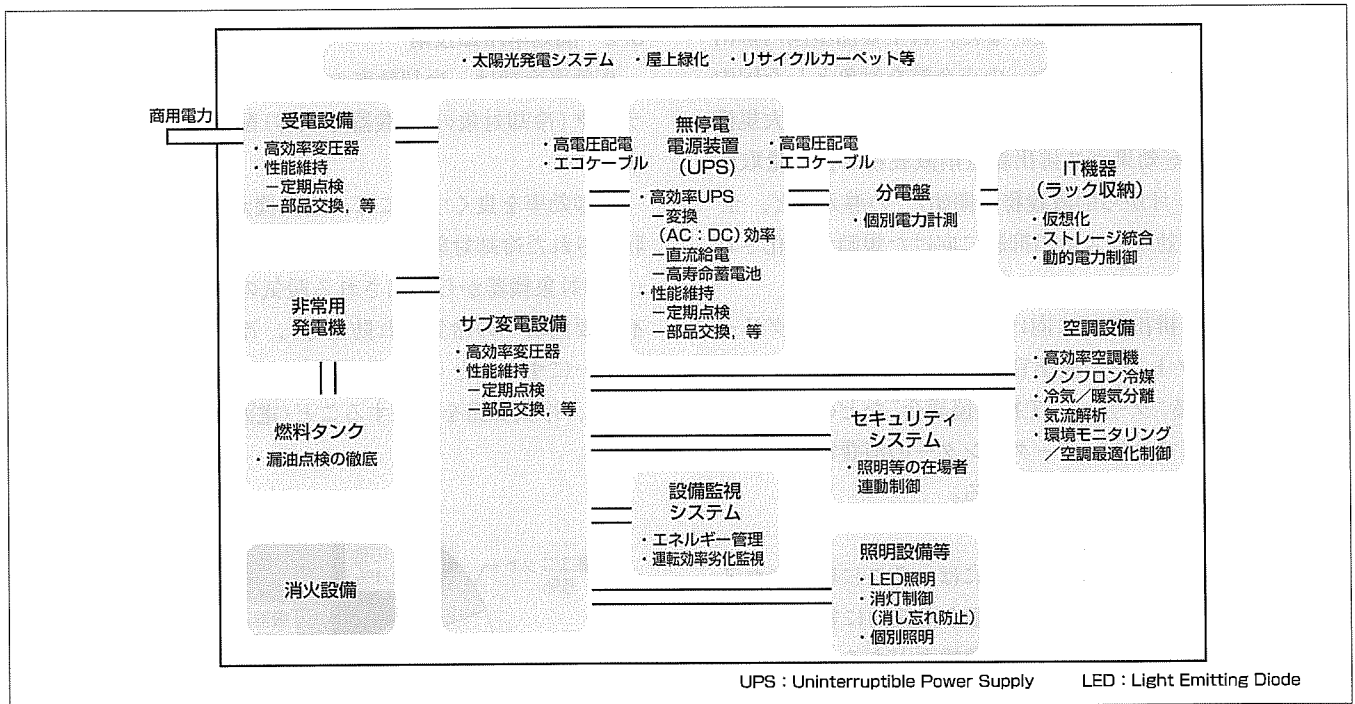 ・太陽光発電システム　・屋上緑化　・リサイクルカーペット等
商用電力
受電設備
・高効率変圧器
・性能維持
－定期点検
－部品交換，等
非常用
発電機
燃料タンク
・漏油点検の徹底
消火設備
サブ変電設備
・高効率変圧器
・性能維持
－定期点検
－部品交換，等
・高電圧配電
・エコケーブル
無停電
電源装置
(UPS)
・高効率UPS
－変換
(AC：DC)効率
－直流給電
－高寿命蓄電池
・性能維持
－定期点検
－部品交換，等
・高電圧配電
・エコケーブル
分電盤
・個別電力計測
IT機器
(ラック収納)
・仮想化
・ストレージ統合
・動的電力制御
空調設備
・高効率空調機
・ノンフロン冷媒
・冷気／暖気分離
・気流解析
・環境モニタリング
／空調最適化制御
セキュリティ
システム
・照明等の在場者
連動制御
設備監視
システム
・エネルギー管理
・運転効率劣化監視
照明設備等
・LED照明
・消灯制御
(消し忘れ防止)
・個別照明
UPS：Uninterruptible Power Supply　LED：Light Emitting Diode